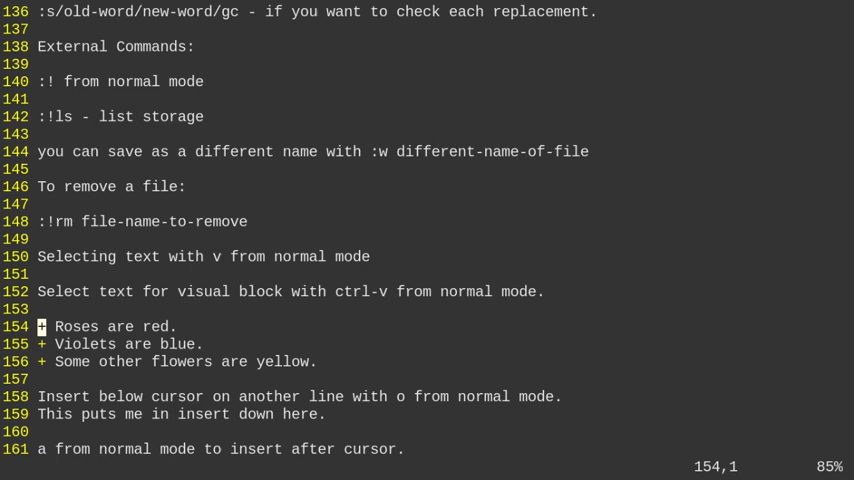 136 :s/old-word/new-word/gc - if you want to check each replacement.
137
138 External Commands:
139
140 :! from normal mode
141
142 :!ls - list storage
143
144 you can save as a different name with :w different-name-of-file
145
146 To remove a file:
147
148 :!rm file-name-to-remove
149
150 Selecting text with v from normal mode
151
152 Select text for visual block with ctrl-v from normal mode.
153
154 + Roses are red.
155 + Violets are blue.
156 + Some other flowers are yellow.
157
158 Insert below cursor on another line with o from normal mode.
159 This puts me in insert down here.
160
161 a from normal mode to insert after cursor.
154,1 85%